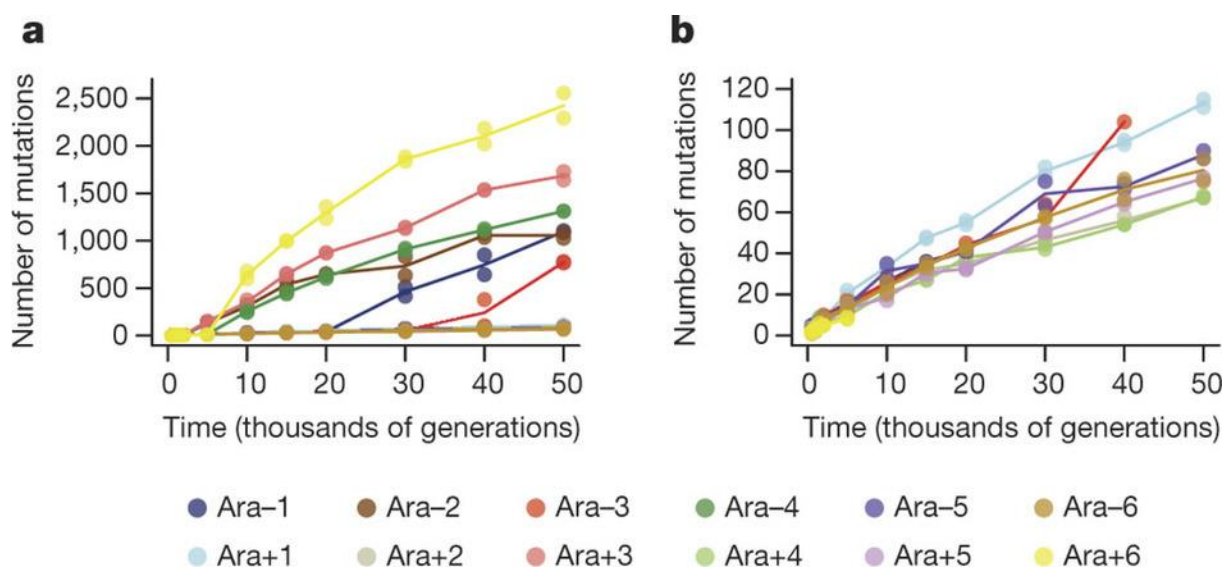 a
b
Number of mutations
2,500
2,000
1,500
1,000
500
0
0 10 20 30 40 50
Time (thousands of generations)
Number of mutations
120
100
80
60
40
20
0
0 10 20 30 40 50
Time (thousands of generations)
Ara–1 Ara–2 Ara–3 Ara–4 Ara–5 Ara–6
Ara+1 Ara+2 Ara+3 Ara+4 Ara+5 Ara+6